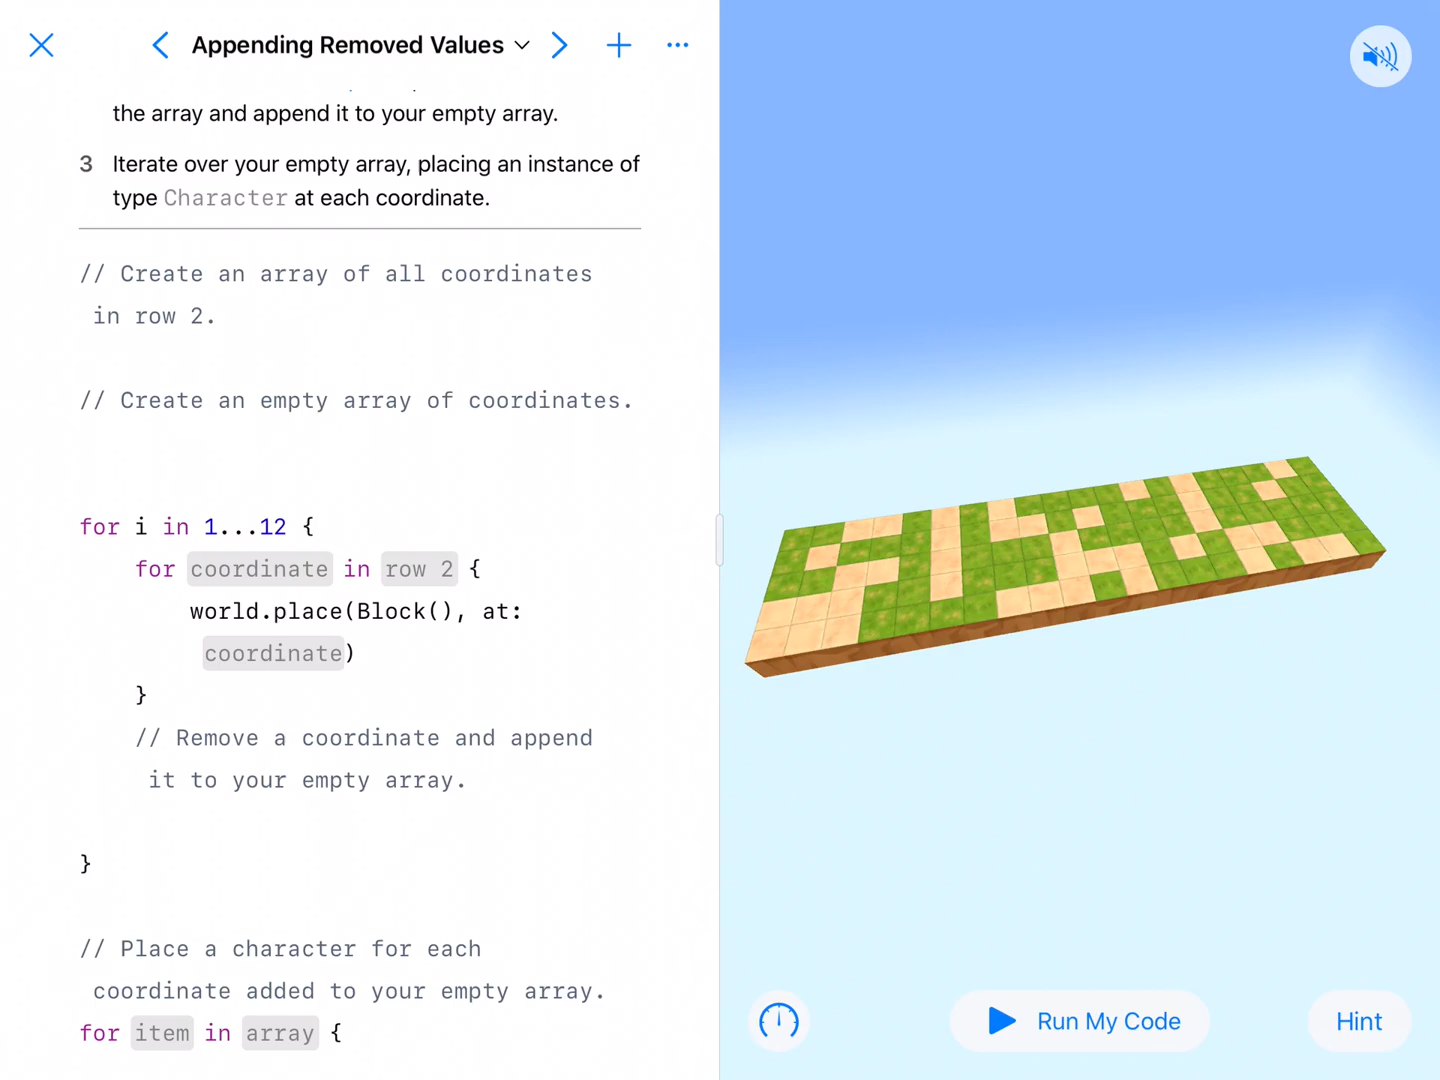 Appending Removed Values
the array and append it to your empty array.
3 Iterate over your empty array, placing an instance of
type Character at each coordinate.
// Create an array of all coordinates
in row 2.
// Create an empty array of coordinates.
for i in 1...12 {
for coordinate in row 2 {
world.place(Block(), at:
coordinate)
}
// Remove a coordinate and append
it to your empty array.
}
// Place a character for each
coordinate added to your empty array.
for item in array {
Run My Code
Hint